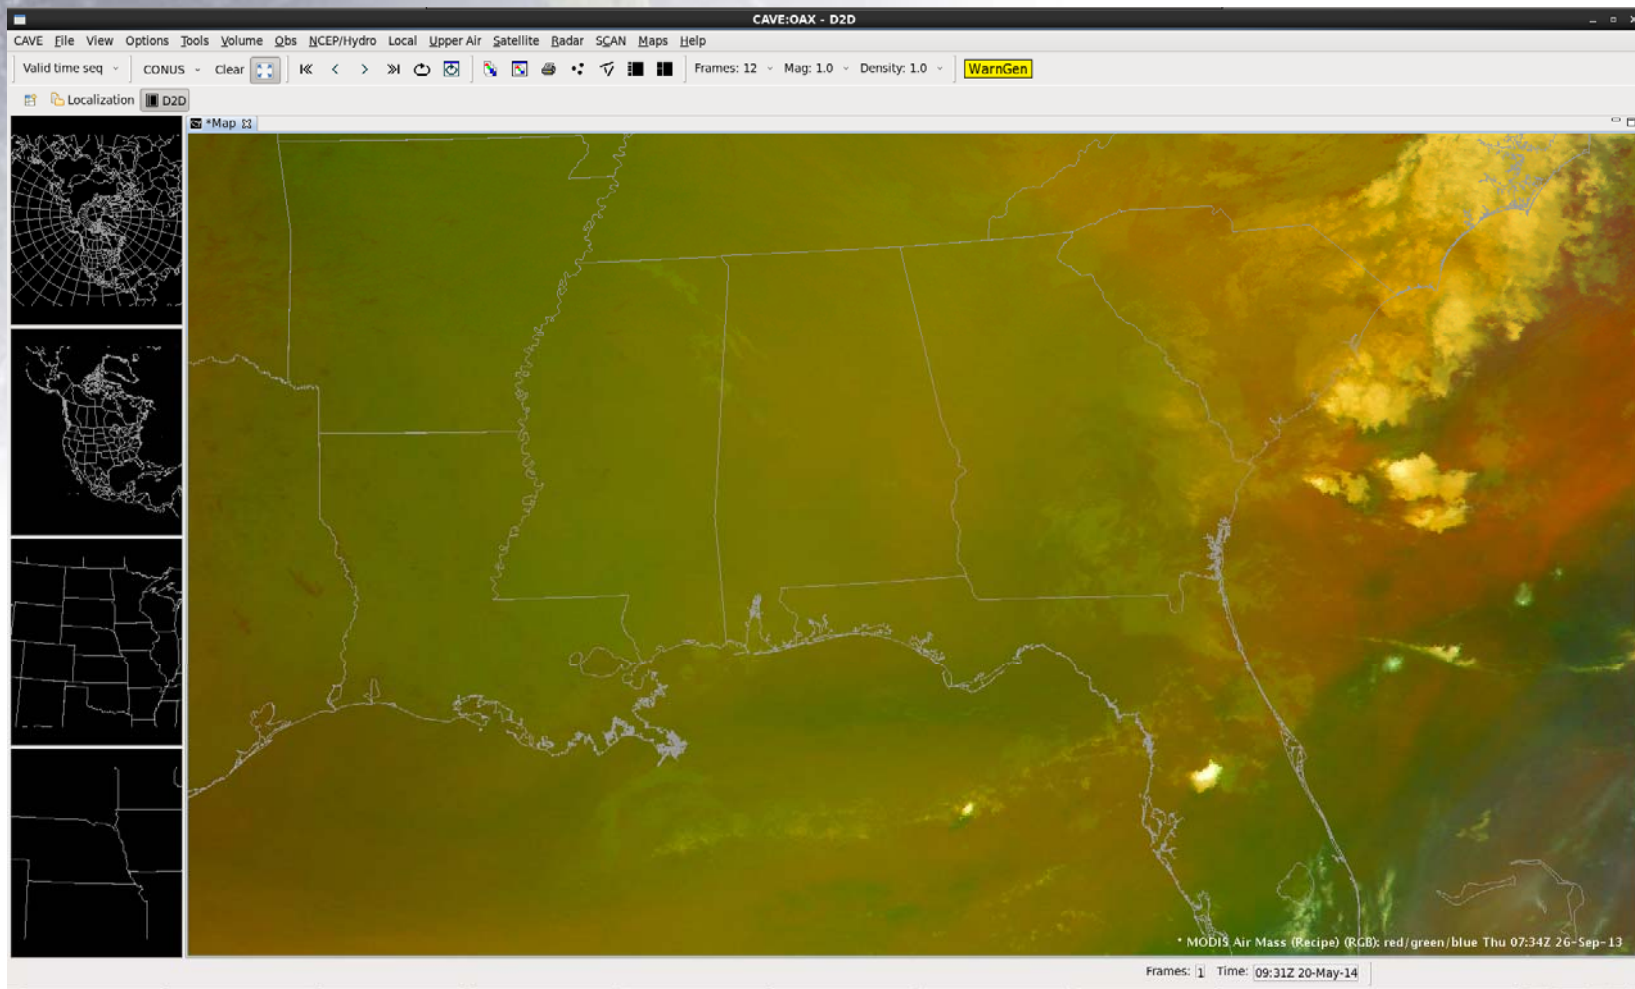 CAVE:OAX - D2D
CAVE File View Options Tools Volume Obs NCEP/Hydro Local Upper Air Satellite Radar SCAN Maps Help
Valid time seq CONUS Clear Frames: 12 Mag: 1.0 Density: 1.0 WarnGen
Localization D2D
*Map
* MODIS Air Mass (Recipe) (RGB): red/green/blue Thu 07:34Z 26-Sep-13
Frames: 1 Time: 09:31Z 20-May-14